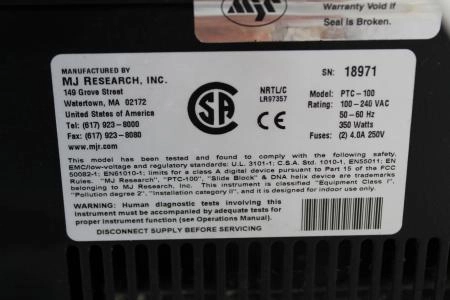 mjr
Warranty Void if
Seal is Broken.
MANUFACTURED BY
MJ RESEARCH, INC.
149 Grove Street
Watertown, MA 02172
United States of America
Tel: (617) 923-8000
Fax: (617) 923-8080
www.mjr.com
CSA
NRTL/C
LR97357
CE
SN: 18971
Model: PTC-100
Rating: 100-240 VAC
50-60 Hz
350 Watts
Fuses: (2) 4.0A 250V
This model has been tested and found to comply with the following safety,
EMC/low-voltage and regulatory standards: U.L. 3101-1; C.S.A. Std. 1010-1, EN55011; EN
50082-1; EN61010-1; limits for class A digital device pursuant to Part 15 of the FCC
Rules. "MJ Research", "PTC-100", "Slide Block" & DNA helix device are trademarks
belonging to MJ Research, Inc. This instrument is classified "Equipment Class I",
"Pollution degree 2", "Installation category II", and it is designed for indoor use only.
WARNING: Human diagnostic tests involving this
instrument must be accompanied by adequate tests for
proper instrument function (see Operations Manual).
DISCONNECT SUPPLY BEFORE SERVICING